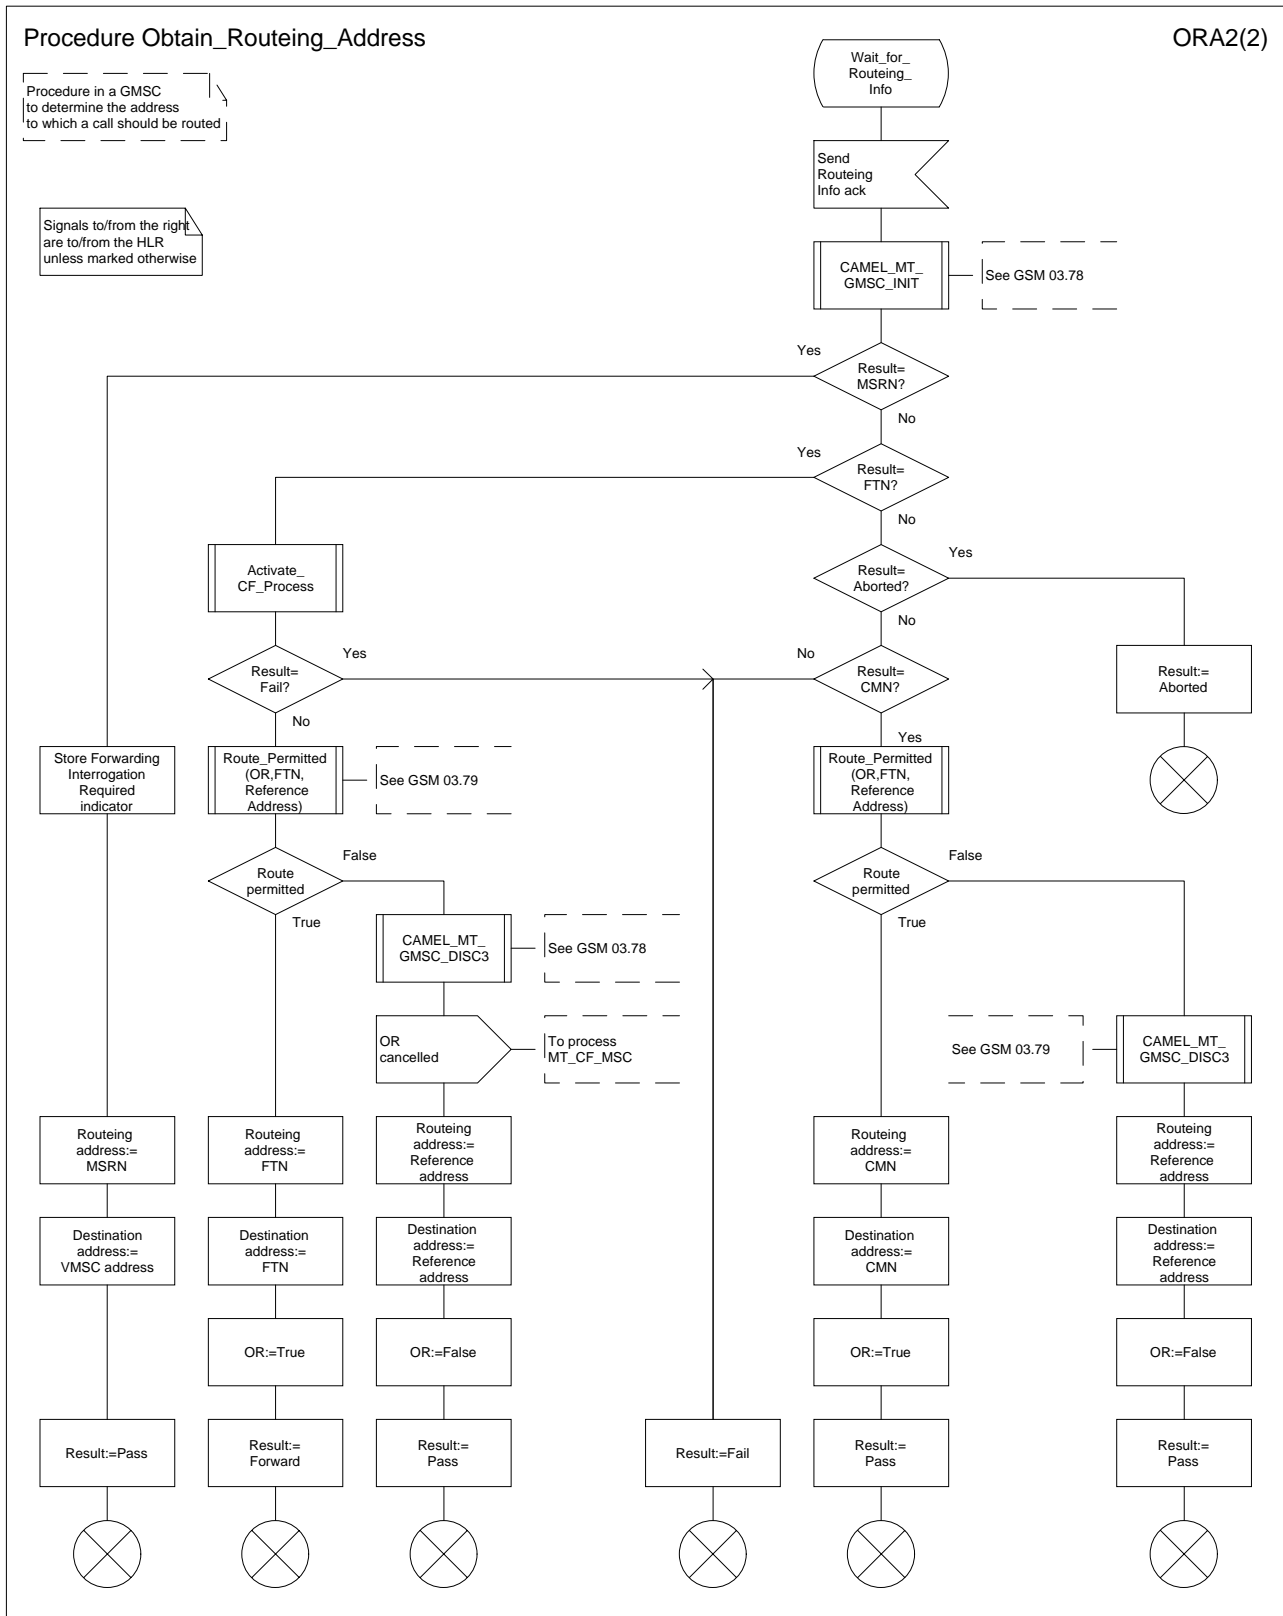 Procedure Obtain_Routeing_Address
ORA2(2)
Procedure in a GMSC
to determine the address
to which a call should be routed
Signals to/from the right
are to/from the HLR
unless marked otherwise
Wait_for_
Routeing_
Info
Send
Routeing
Info ack
CAMEL_MT_
GMSC_INIT
See GSM 03.78
Result=
MSRN?
Yes
No
Result=
FTN?
Yes
No
Activate_
CF_Process
Result=
Aborted?
Yes
No
Result=
Fail?
Yes
No
Result=
CMN?
No
Yes
Result:=
Aborted
Store Forwarding
Interrogation
Required
indicator
Route_Permitted
(OR,FTN,
Reference
Address)
See GSM 03.79
Route_Permitted
(OR,FTN,
Reference
Address)
Route
permitted
False
True
Route
permitted
False
True
CAMEL_MT_
GMSC_DISC3
See GSM 03.78
OR
cancelled
To process
MT_CF_MSC
See GSM 03.79
CAMEL_MT_
GMSC_DISC3
Routeing
address:=
MSRN
Routeing
address:=
FTN
Routeing
address:=
Reference
address
Routeing
address:=
CMN
Routeing
address:=
Reference
address
Destination
address:=
VMSC address
Destination
address:=
FTN
Destination
address:=
Reference
address
Destination
address:=
CMN
Destination
address:=
Reference
address
OR:=True
OR:=False
OR:=True
OR:=False
Result:=Pass
Result:=
Forward
Result:=
Pass
Result:=Fail
Result:=
Pass
Result:=
Pass